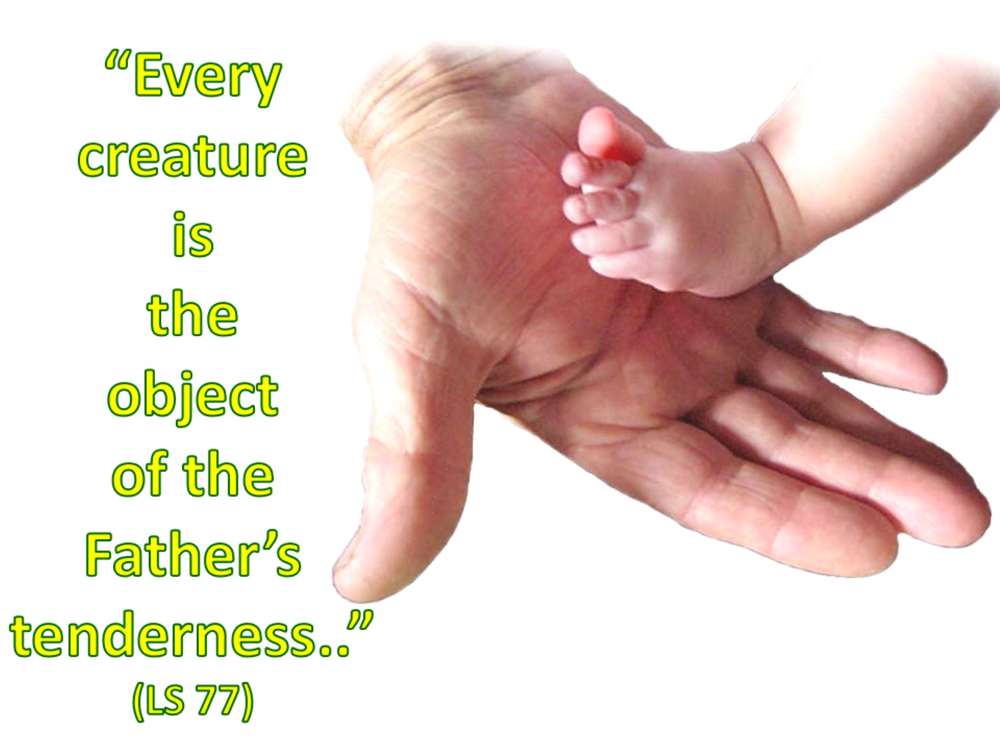 “Every
creature
is
the
object
of the
Father’s
tenderness..”
(LS 77)